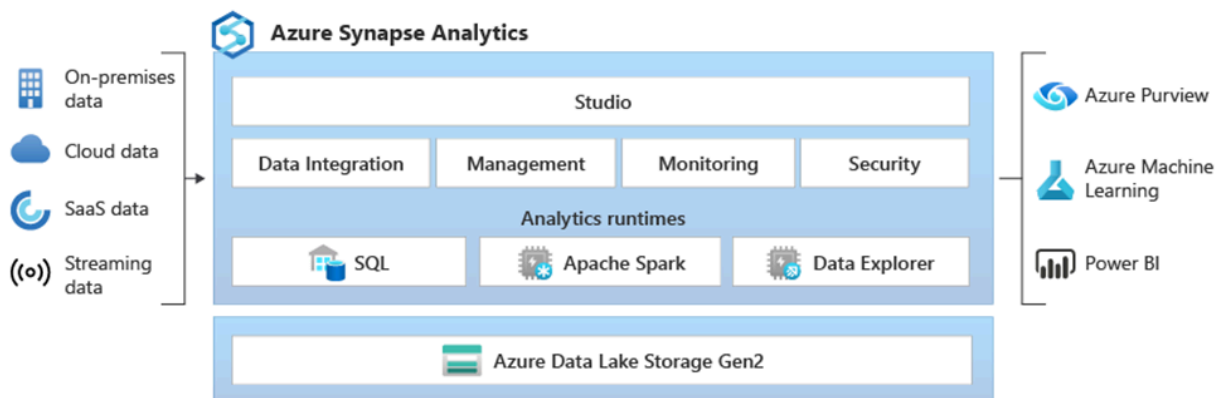 Azure Synapse Analytics
On-premises
data
Cloud data
SaaS data
Streaming
data
Studio
Data Integration
Management
Monitoring
Security
Analytics runtimes
SQL
Apache Spark
Data Explorer
Azure Data Lake Storage Gen2
Azure Purview
Azure Machine
Learning
Power BI